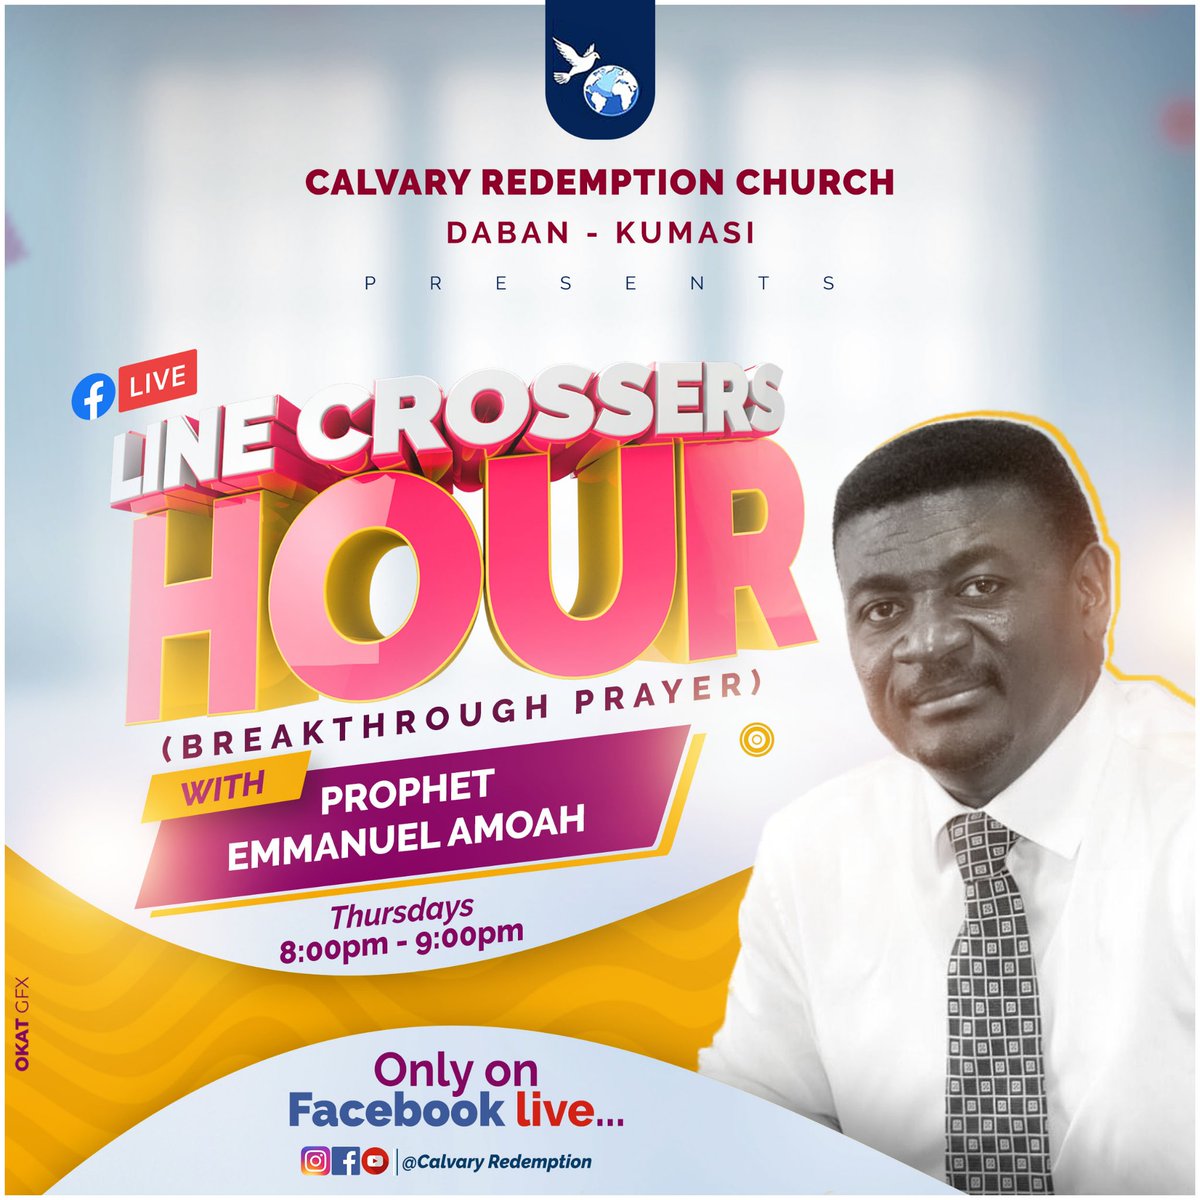 CALVARY REDEMPTION CHURCH
DABAN - KUMASI
PRESENTS
f LIVE
LINE CROSSERS
HOUR
(BREAKTHROUGH PRAYER)
WITH
PROPHET
EMMANUEL AMOAH
Thursdays
8:00pm - 9:00pm
OKAT GFX
Only on
Facebook live...
@Calvary Redemption